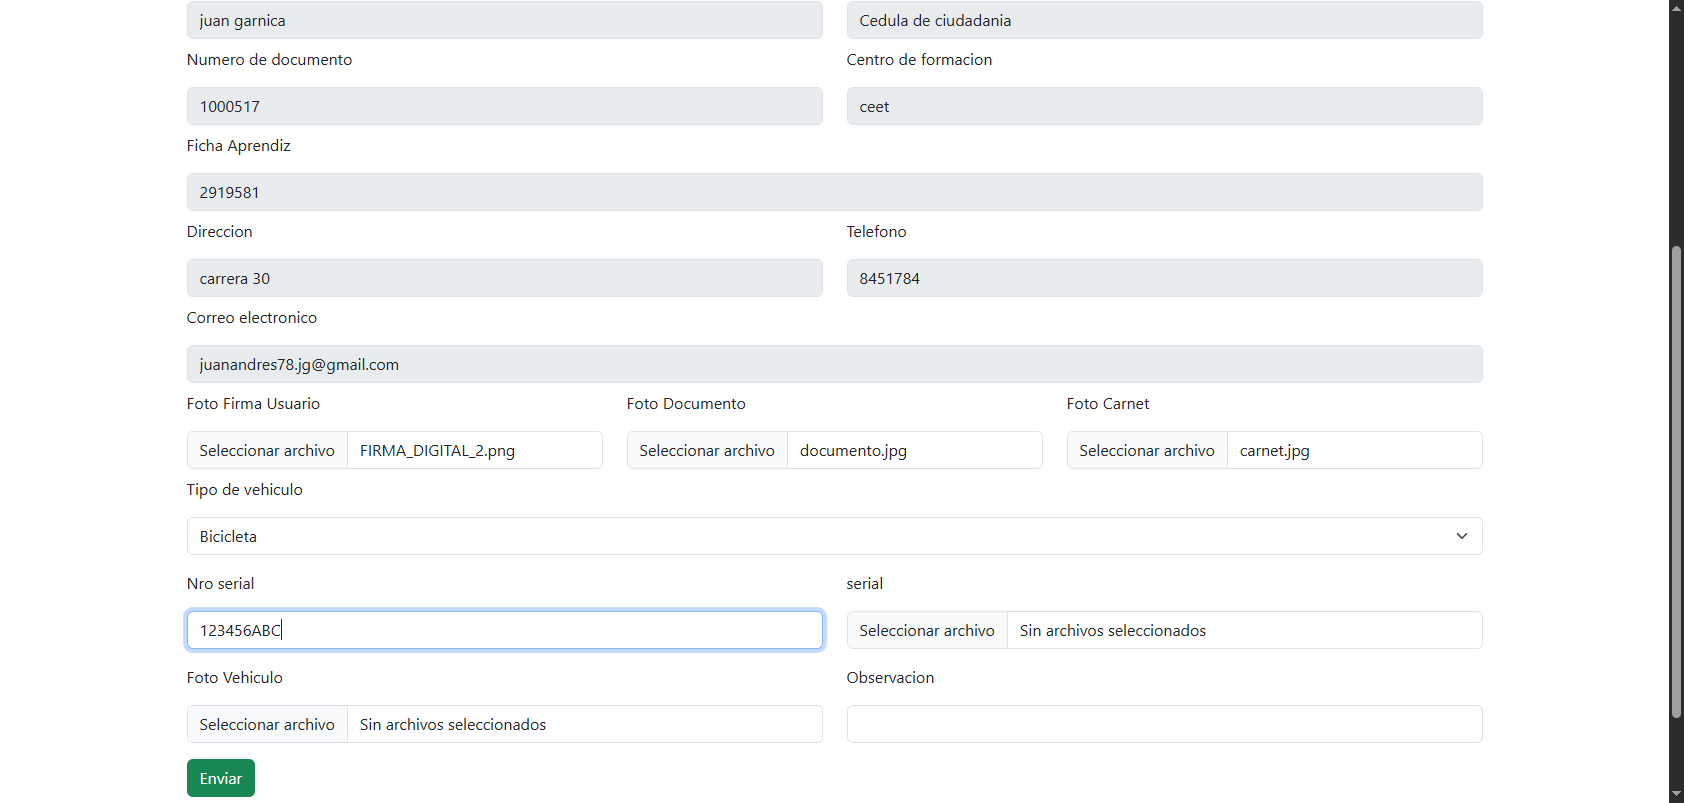 juan garnica
Cedula de ciudadania
Numero de documento
Centro de formacion
1000517
ceet
Ficha Aprendiz
2919581
Direccion
Telefono
carrera 30
8451784
Correo electronico
juanandres78.jg@gmail.com
Foto Firma Usuario
Foto Documento
Foto Carnet
Seleccionar archivo FIRMA_DIGITAL_2.png
Seleccionar archivo documento.jpg
Seleccionar archivo carnet.jpg
Tipo de vehiculo
Bicicleta
Nro serial
serial
123456ABC
Seleccionar archivo Sin archivos seleccionados
Foto Vehiculo
Observacion
Seleccionar archivo Sin archivos seleccionados
Enviar